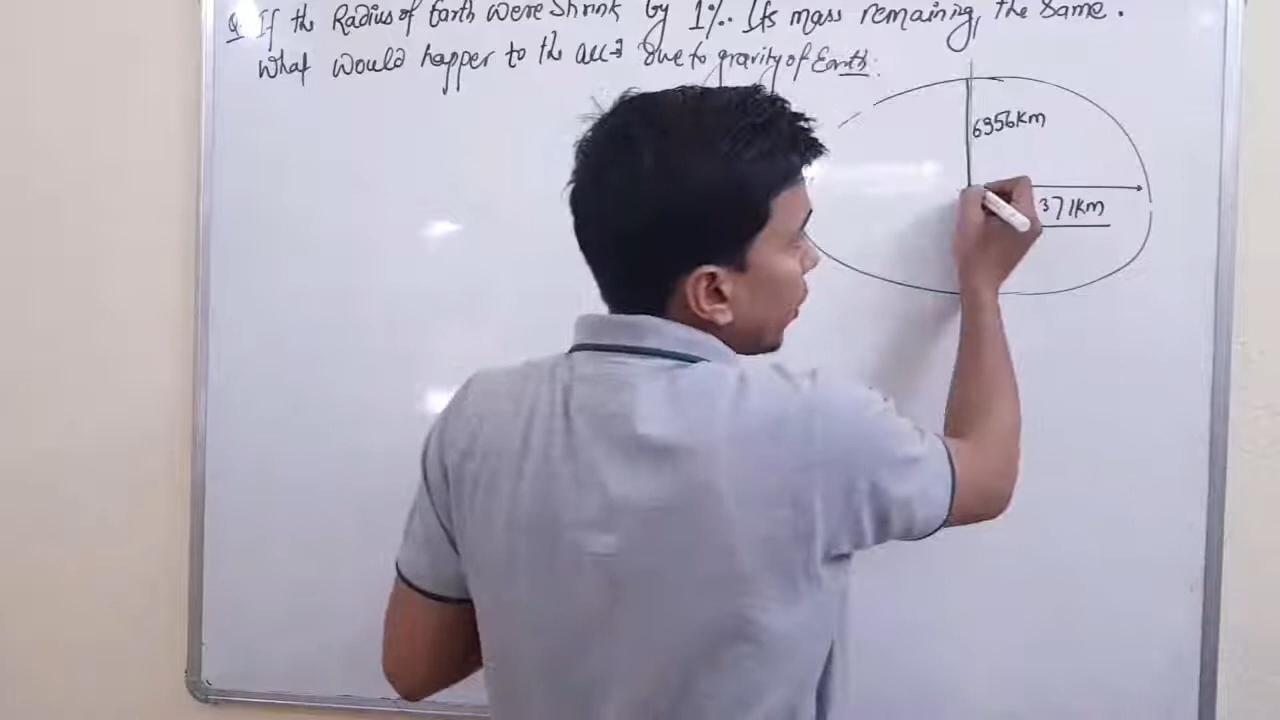 Q. If the Radius of Earth were Shrink by 1%. Its mass remaining, the Same.
What would happer to the acc⁻ⁿ due to gravity of Earth.
6356km
371km